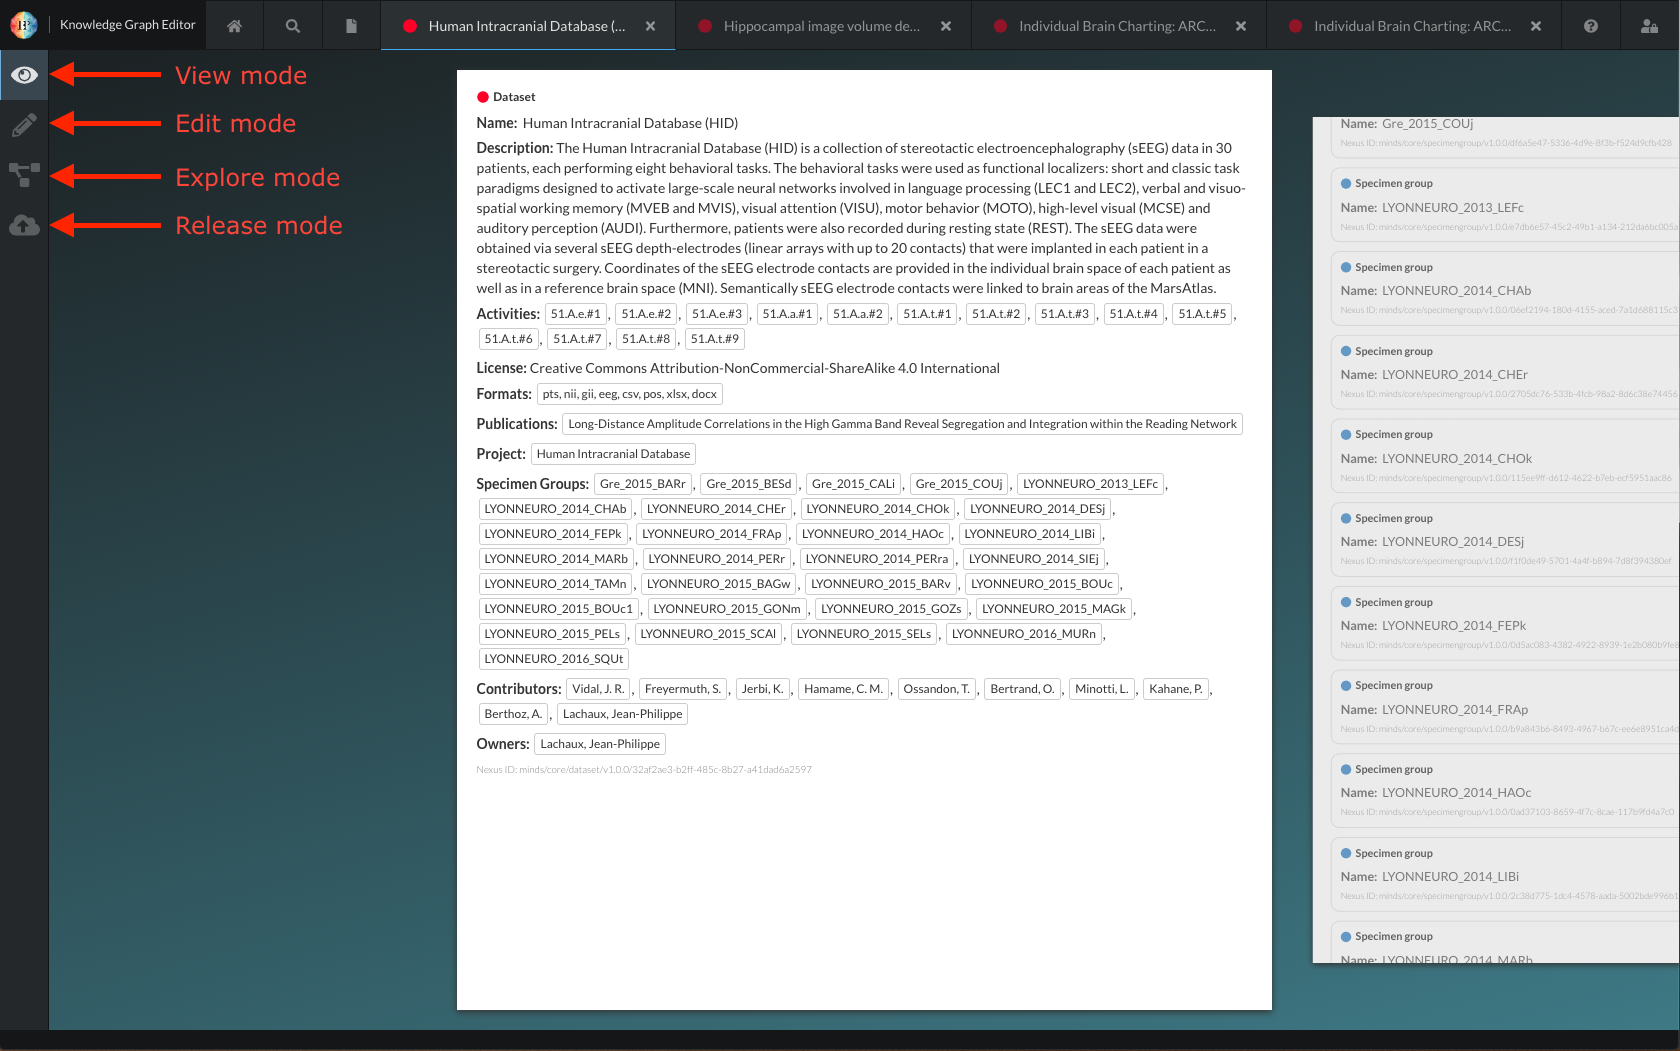 Knowledge Graph Editor
Human Intracranial Database (...
Hippocampal image volume de...
Individual Brain Charting: ARC...
Individual Brain Charting: ARC...
View mode
Edit mode
Explore mode
Release mode
Dataset
Name: Human Intracranial Database (HID)
Description: The Human Intracranial Database (HID) is a collection of stereotactic electroencephalography (sEEG) data in 30
patients, each performing eight behavioral tasks. The behavioral tasks were used as functional localizers: short and classic task
paradigms designed to activate large-scale neural networks involved in language processing (LEC1 and LEC2), verbal and visuo-
spatial working memory (MVEB and MVIS), visual attention (VISU), motor behavior (MOTO), high-level visual (MCSE) and
auditory perception (AUDI). Furthermore, patients were also recorded during resting state (REST). The sEEG data were
obtained via several sEEG depth-electrodes (linear arrays with up to 20 contacts) that were implanted in each patient in a
stereotactic surgery. Coordinates of the sEEG electrode contacts are provided in the individual brain space of each patient as
well as in a reference brain space (MNI). Semantically sEEG electrode contacts were linked to brain areas of the MarsAtlas.
Activities: 51.A.e.#1 , 51.A.e.#2 , 51.A.e.#3 , 51.A.a.#1 , 51.A.a.#2 , 51.A.t.#1 , 51.A.t.#2 , 51.A.t.#3 , 51.A.t.#4 , 51.A.t.#5 ,
51.A.t.#6 , 51.A.t.#7 , 51.A.t.#8 , 51.A.t.#9
License: Creative Commons Attribution-NonCommercial-ShareAlike 4.0 International
Formats: pts, nii, gii, eeg, csv, pos, xlsx, docx
Publications: Long-Distance Amplitude Correlations in the High Gamma Band Reveal Segregation and Integration within the Reading Network
Project: Human Intracranial Database
Specimen Groups: Gre_2015_BARr , Gre_2015_BESd , Gre_2015_CALi , Gre_2015_COUj , LYONNEURO_2013_LEFc ,
LYONNEURO_2014_CHAb , LYONNEURO_2014_CHEr , LYONNEURO_2014_CHOk , LYONNEURO_2014_DESj ,
LYONNEURO_2014_FEPk , LYONNEURO_2014_FRAp , LYONNEURO_2014_HAOc , LYONNEURO_2014_LIBi ,
LYONNEURO_2014_MARb , LYONNEURO_2014_PERr , LYONNEURO_2014_PERra , LYONNEURO_2014_SIEj ,
LYONNEURO_2014_TAMn , LYONNEURO_2015_BAGw , LYONNEURO_2015_BARv , LYONNEURO_2015_BOUc ,
LYONNEURO_2015_BOUc1 , LYONNEURO_2015_GONm , LYONNEURO_2015_GOZs , LYONNEURO_2015_MAGk ,
LYONNEURO_2015_PELs , LYONNEURO_2015_SCAl , LYONNEURO_2015_SELs , LYONNEURO_2016_MURn ,
LYONNEURO_2016_SQUt
Contributors: Vidal, J. R. , Freyermuth, S. , Jerbi, K. , Hamame, C. M. , Ossandon, T. , Bertrand, O. , Minotti, L. , Kahane, P. ,
Berthoz, A. , Lachaux, Jean-Philippe
Owners: Lachaux, Jean-Philippe
Nexus ID: minds/core/dataset/v1.0.0/32af2ae3-b2ff-485c-8b27-a41dad6a2597
Name: Gre_2015_COUj
Nexus ID: minds/core/specimengroup/v1.0.0/df6a5e47-5336-4d9e-8f3b-f524d9cfb428
Specimen group
Name: LYONNEURO_2013_LEFc
Nexus ID: minds/core/specimengroup/v1.0.0/e7db6e57-45c2-49b1-a134-212da6bc005a
Specimen group
Name: LYONNEURO_2014_CHAb
Nexus ID: minds/core/specimengroup/v1.0.0/06ef2194-180d-4155-aced-7a1d688115c3
Specimen group
Name: LYONNEURO_2014_CHEr
Nexus ID: minds/core/specimengroup/v1.0.0/2705dc76-533b-4fcb-98a2-8d6c38e74456
Specimen group
Name: LYONNEURO_2014_CHOk
Nexus ID: minds/core/specimengroup/v1.0.0/115ee9ff-d612-4622-b7eb-ecf5951aac86
Specimen group
Name: LYONNEURO_2014_DESj
Nexus ID: minds/core/specimengroup/v1.0.0/f1f0de49-5701-4a4f-b894-7d8f394380ef
Specimen group
Name: LYONNEURO_2014_FEPk
Nexus ID: minds/core/specimengroup/v1.0.0/0d5ac083-4382-4922-8939-1e2b080b9fe8
Specimen group
Name: LYONNEURO_2014_FRAp
Nexus ID: minds/core/specimengroup/v1.0.0/b9a843b6-8493-4967-b67c-ee6e8951ca4d
Specimen group
Name: LYONNEURO_2014_HAOc
Nexus ID: minds/core/specimengroup/v1.0.0/0ad37103-8659-4f7c-8cae-117b9fd4a7c0
Specimen group
Name: LYONNEURO_2014_LIBi
Nexus ID: minds/core/specimengroup/v1.0.0/2c38d775-1dc4-4578-aada-5002bde996b1
Specimen group
Name: LYONNEURO_2014_MARb